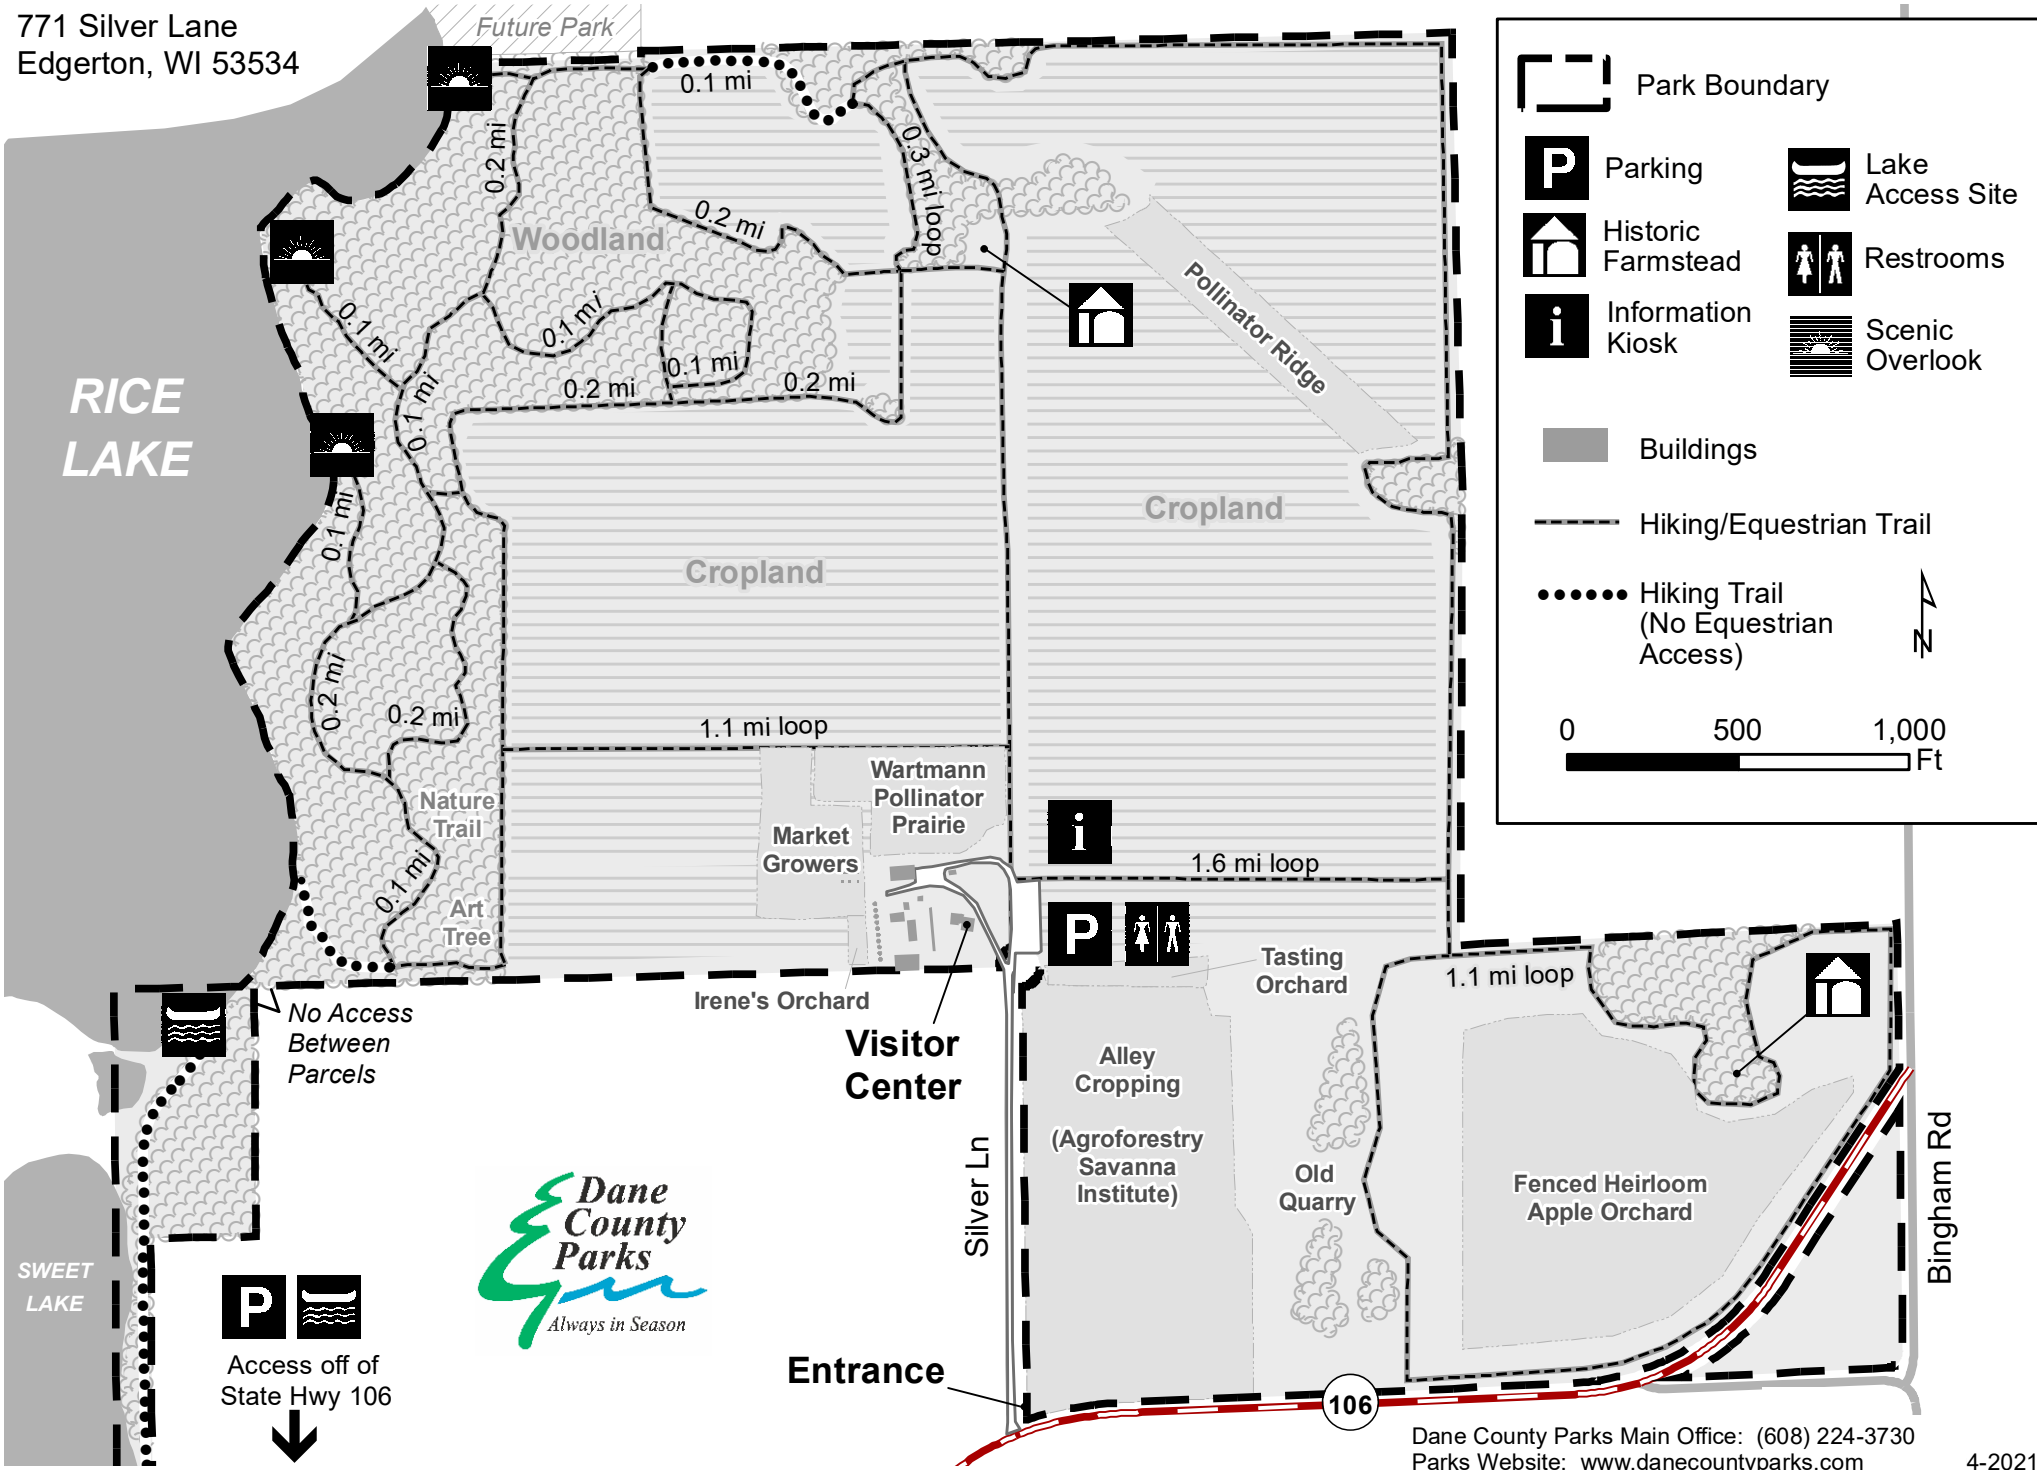 771 Silver Lane
Edgerton, WI 53534
Future Park
0.1 mi
0.2 mi
0.3 mi loop
0.2 mi
Woodland
0.1 mi
0.1 mi
0.1 mi
0.1 mi
0.2 mi
0.2 mi
Pollinator Ridge
RICE
LAKE
Cropland
Cropland
0.1 mi
0.2 mi
0.2 mi
1.1 mi loop
Nature
Trail
0.1 mi
Art
Tree
Market
Growers
Wartmann
Pollinator
Prairie
i
1.6 mi loop
P
Tasting
Orchard
1.1 mi loop
Irene's Orchard
No Access
Between
Parcels
Visitor
Center
Alley
Cropping
(Agroforestry
Savanna
Institute)
Old
Quarry
Fenced Heirloom
Apple Orchard
Silver Ln
Bingham Rd
SWEET
LAKE
P
Access off of
State Hwy 106
Dane
County
Parks
Always in Season
Entrance
106
Park Boundary
P
Parking
Lake
Access Site
Historic
Farmstead
Restrooms
i
Information
Kiosk
Scenic
Overlook
Buildings
Hiking/Equestrian Trail
Hiking Trail
(No Equestrian
Access)
N
0 500 1,000
Ft
Dane County Parks Main Office: (608) 224-3730
Parks Website: www.danecountyparks.com
4-2021